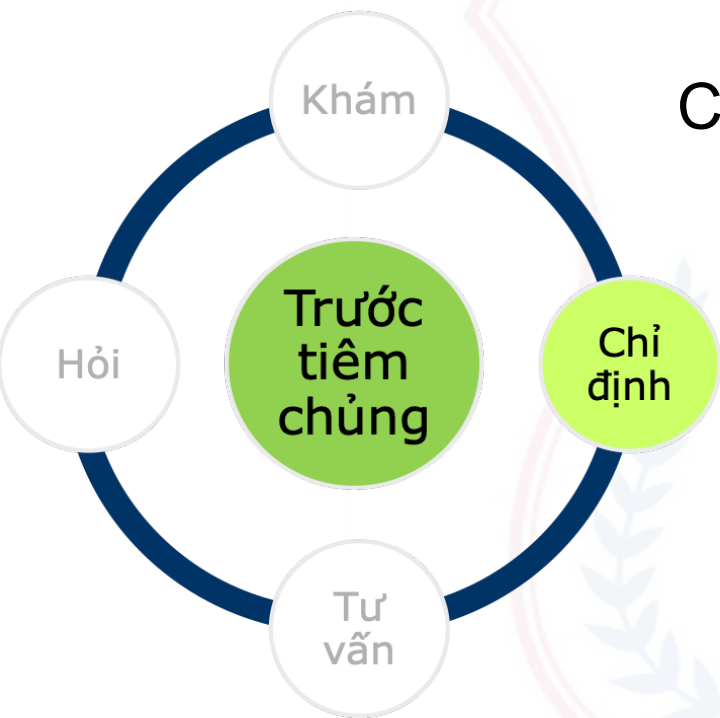 Khám
C
Trước
tiêm
chủng
Hỏi
Chỉ
định
Tư
vấn